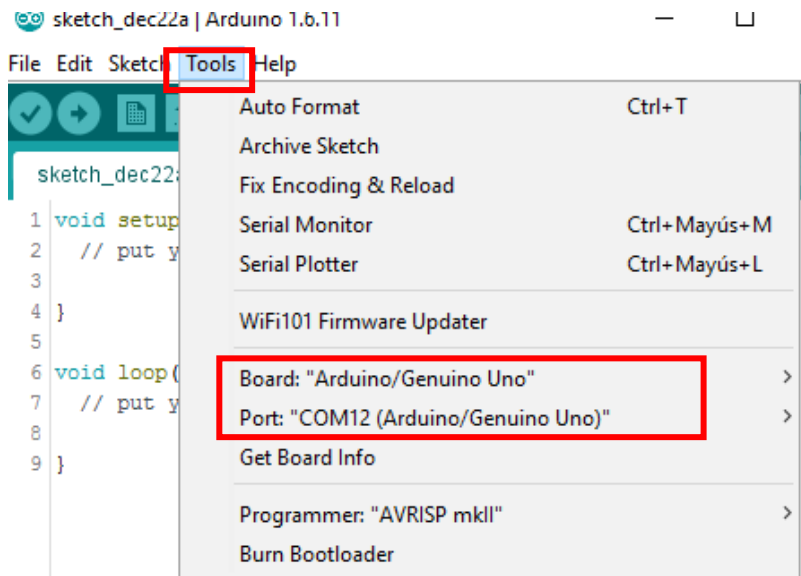 sketch_dec22a | Arduino 1.6.11
File Edit Sketch Tools Help
Auto Format Ctrl+T
Archive Sketch
sketch_dec22a
Fix Encoding & Reload
1 void setup
Serial Monitor Ctrl+Mayús+M
2 // put y
Serial Plotter Ctrl+Mayús+L
3
4 }
WiFi101 Firmware Updater
5
6 void loop(
Board: "Arduino/Genuino Uno"
7 // put y
Port: "COM12 (Arduino/Genuino Uno)"
8
Get Board Info
9 }
Programmer: "AVRISP mkII"
Burn Bootloader